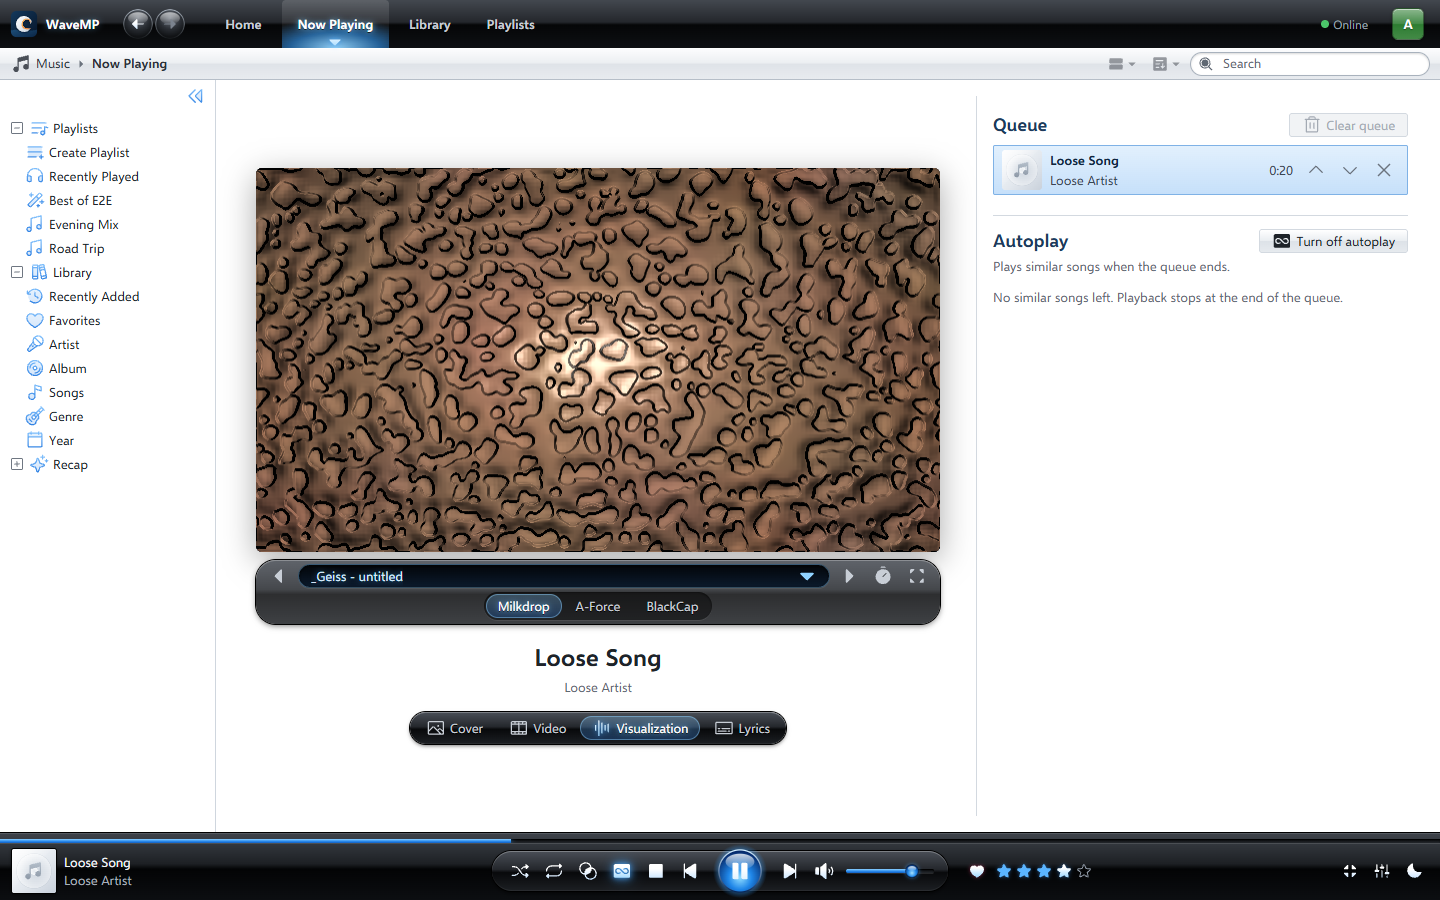 WaveMP
Home
Now Playing
Library
Playlists
Online
A
Music
Now Playing
Search
Playlists
Create Playlist
Recently Played
Best of E2E
Evening Mix
Road Trip
Library
Recently Added
Favorites
Artist
Album
Songs
Genre
Year
Recap
_Geiss - untitled
Milkdrop
A-Force
BlackCap
Loose Song
Loose Artist
Cover
Video
Visualization
Lyrics
Queue
Clear queue
Loose Song
Loose Artist
0:20
Autoplay
Turn off autoplay
Plays similar songs when the queue ends.
No similar songs left. Playback stops at the end of the queue.
Loose Song
Loose Artist